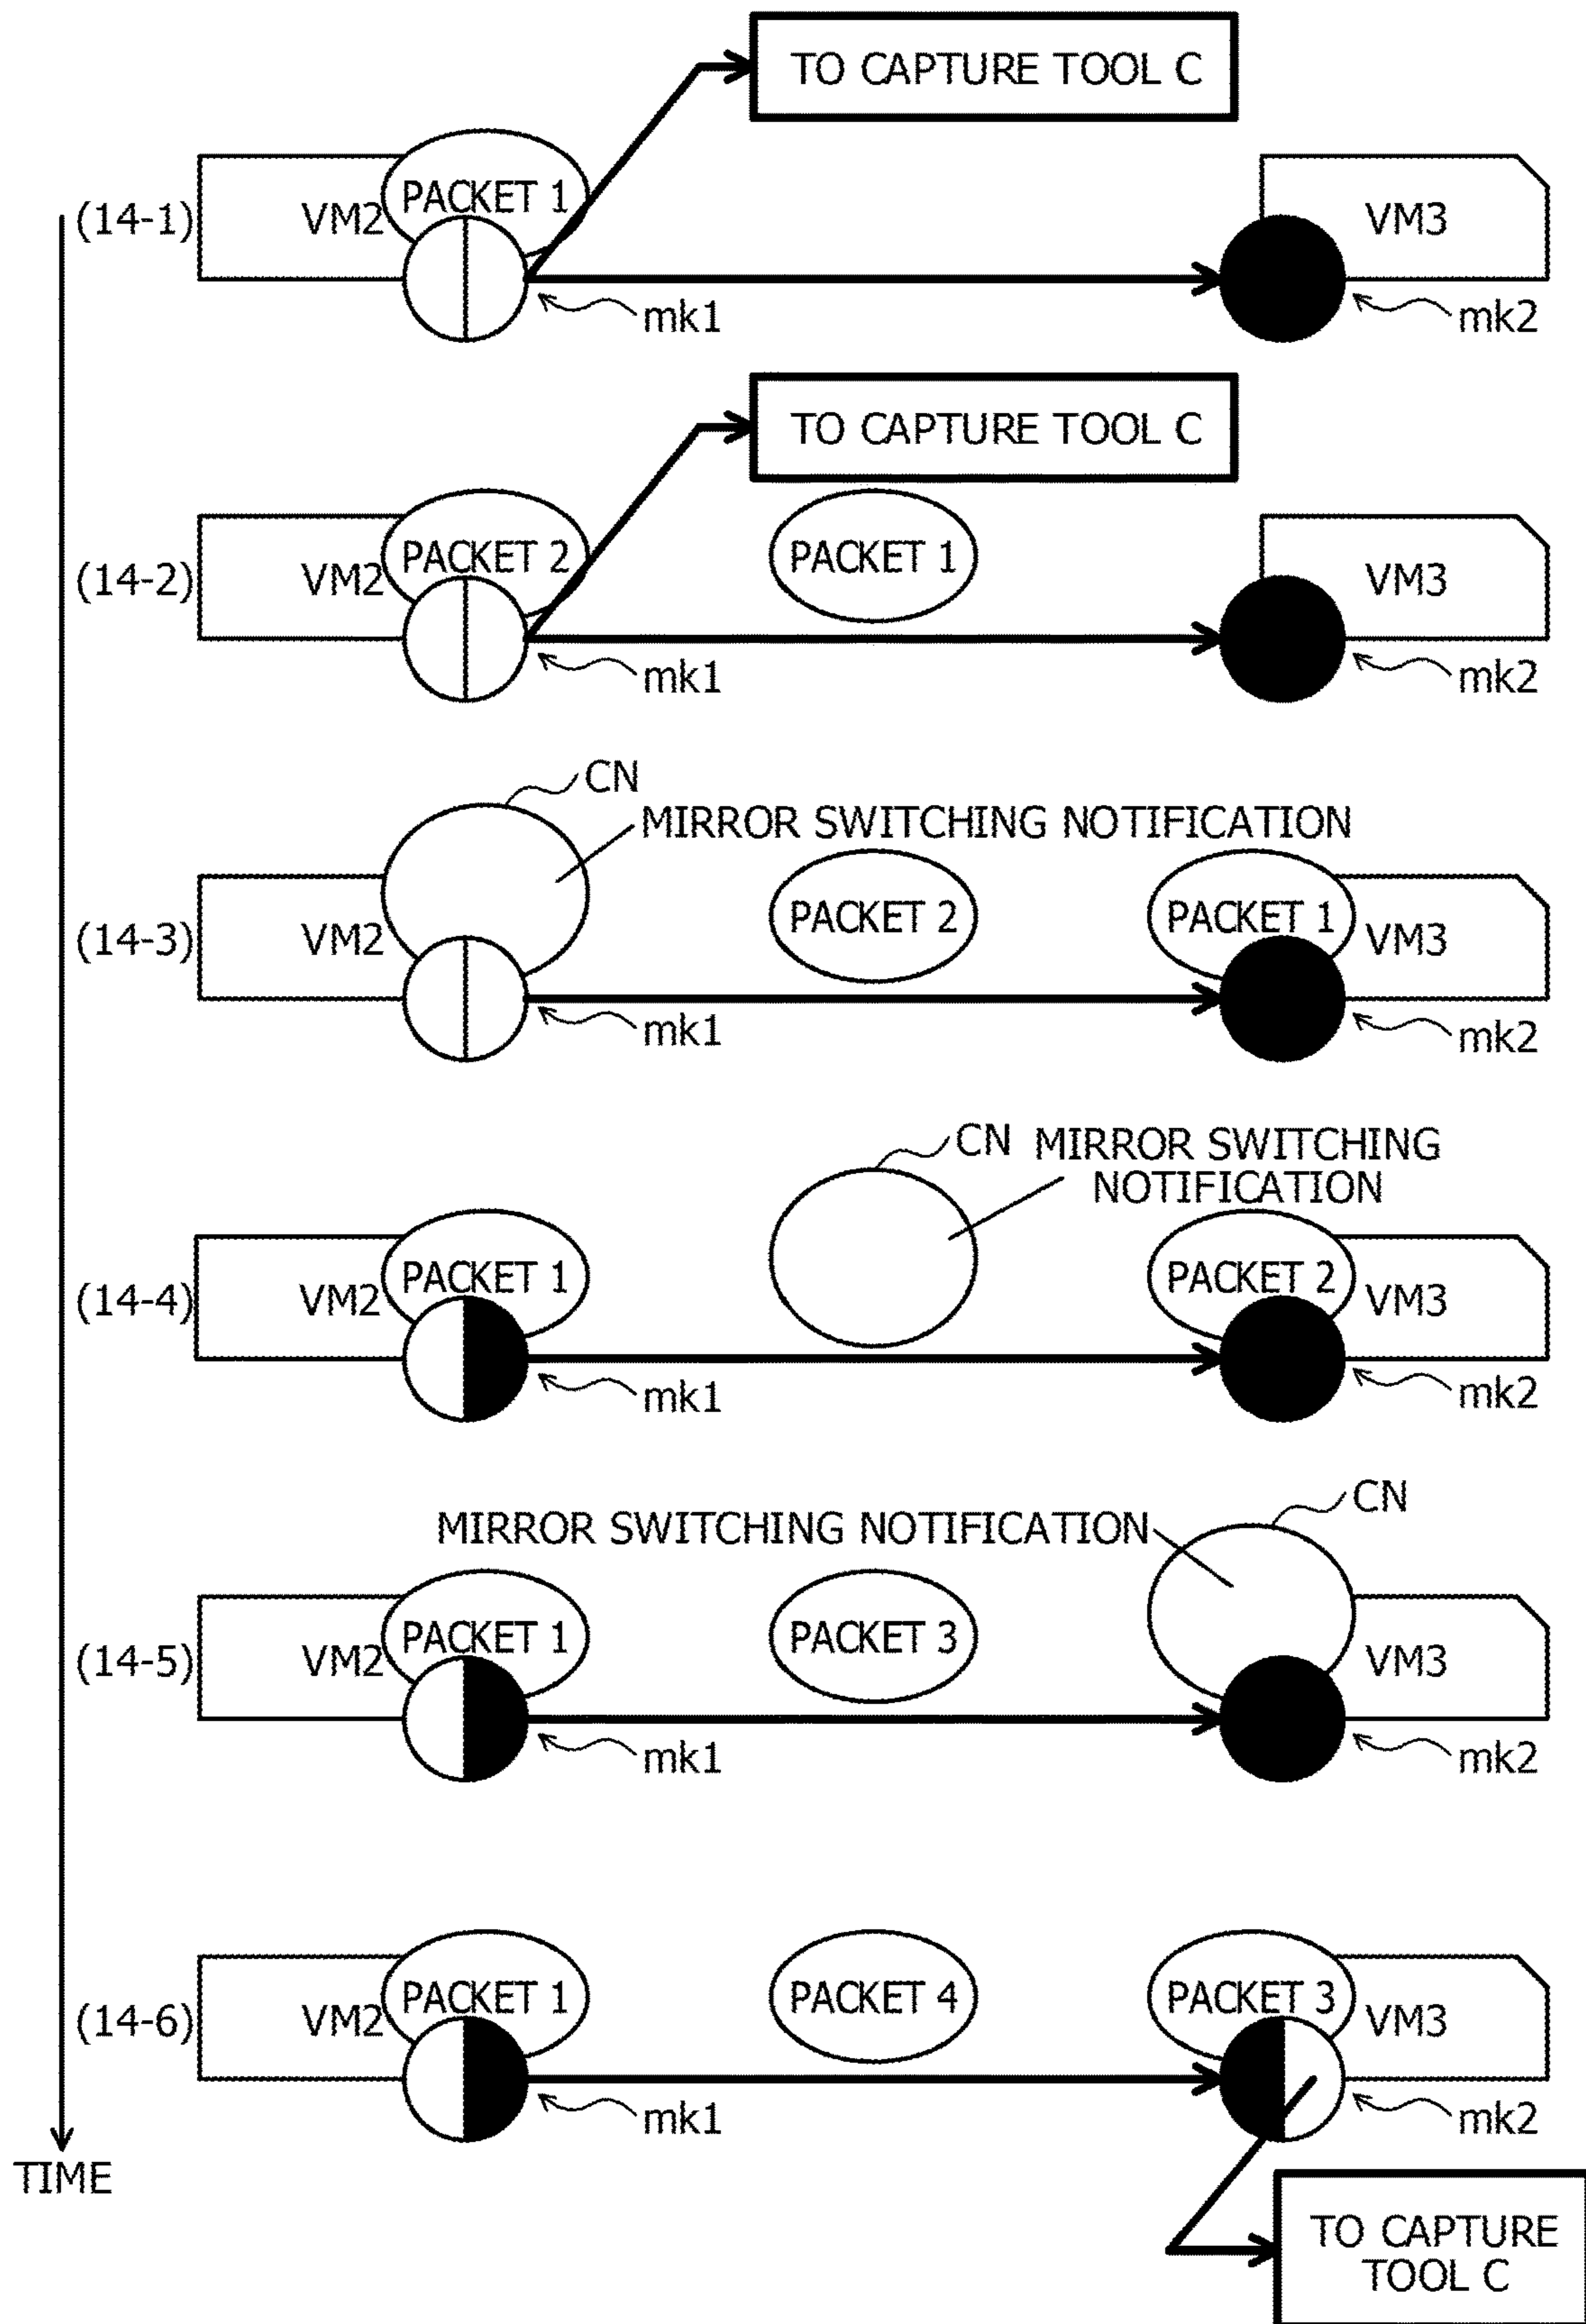 TO CAPTURE TOOL C
PACKET 1
(14-1)
VM2
VM3
mk1
mk2
TO CAPTURE TOOL C
PACKET 2
PACKET 1
(14-2)
VM2
VM3
mk1
mk2
CN
MIRROR SWITCHING NOTIFICATION
PACKET 2
PACKET 1
(14-3)
VM2
VM3
mk1
mk2
CN
MIRROR SWITCHING
NOTIFICATION
PACKET 1
PACKET 2
(14-4)
VM2
VM3
mk1
mk2
CN
MIRROR SWITCHING NOTIFICATION
PACKET 1
PACKET 3
(14-5)
VM2
VM3
mk1
mk2
PACKET 1
PACKET 4
PACKET 3
(14-6)
VM2
VM3
mk1
mk2
TIME
TO CAPTURE
TOOL C